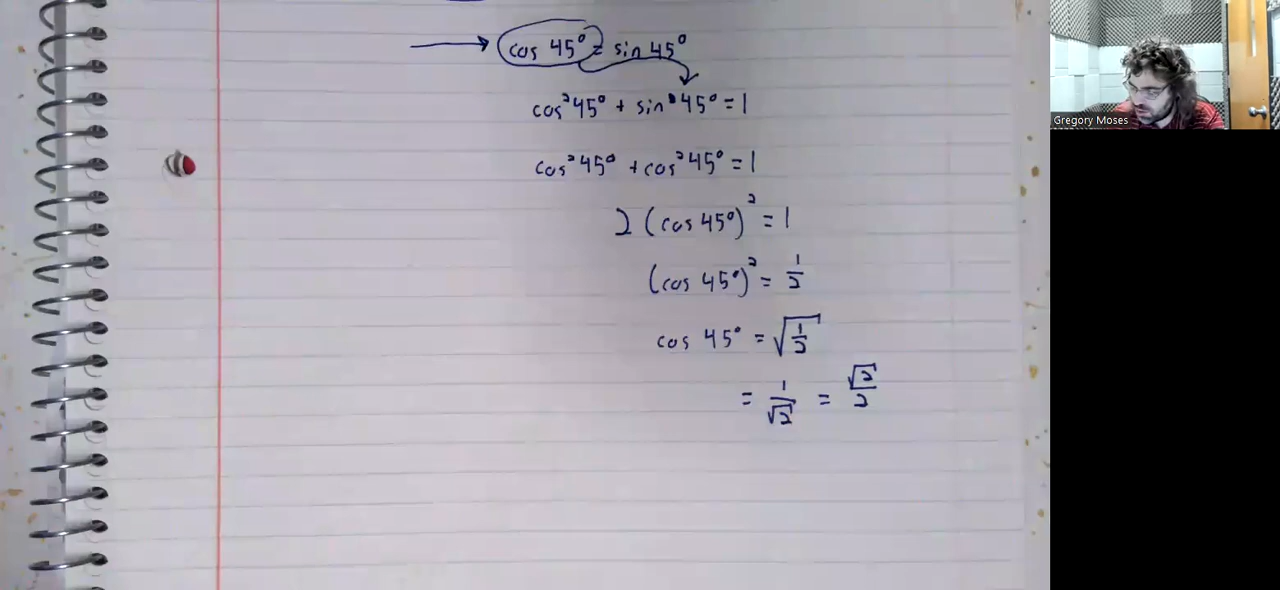 → cos 45° = sin 45°
cos²45° + sin²45° = 1
cos²45° + cos²45° = 1
2 (cos 45°)² = 1
(cos 45°)² = 1/2
cos 45° = √(1/2)
= 1/√2 = √2/2
Gregory Moses